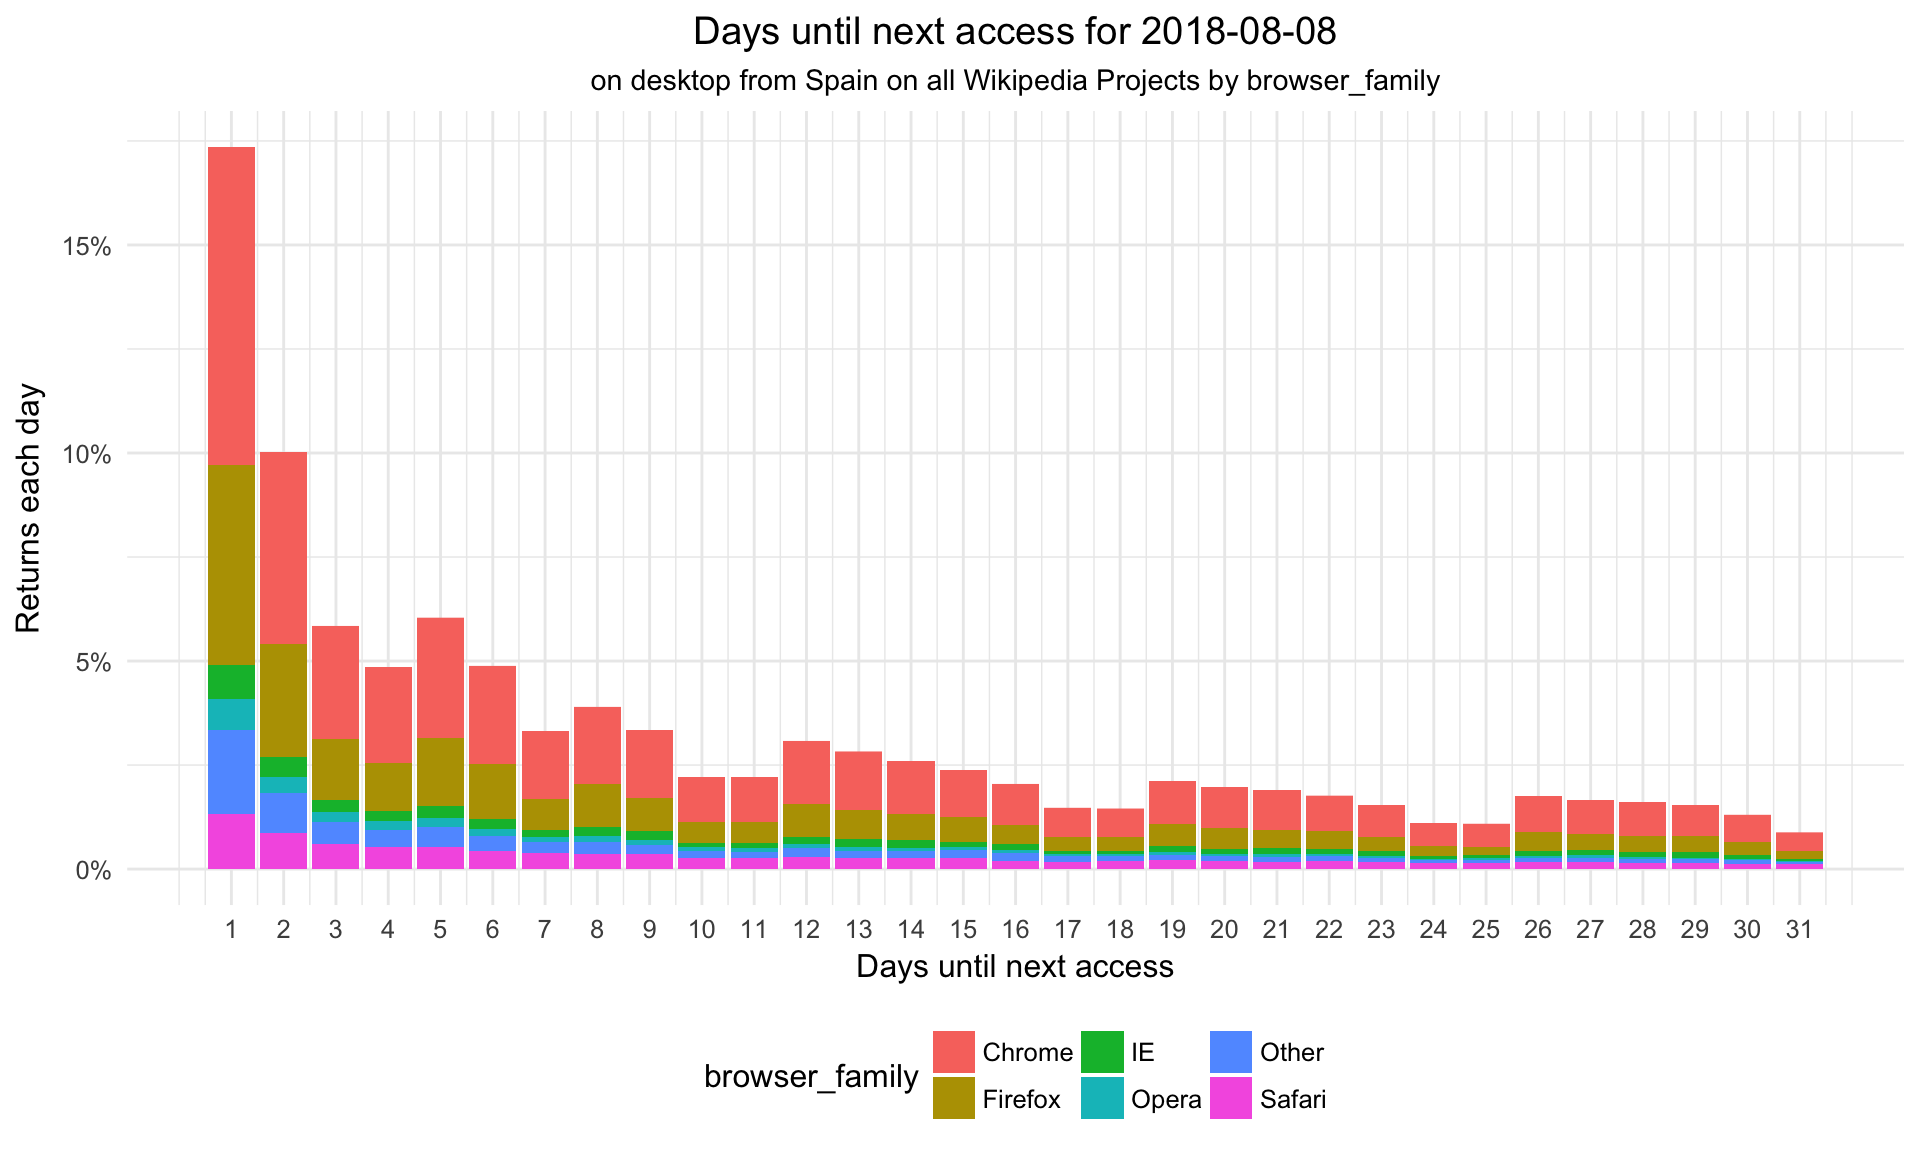 Days until next access for 2018-08-08
on desktop from Spain on all Wikipedia Projects by browser_family
Returns each day
15%
10%
5%
0%
1 2 3 4 5 6 7 8 9 10 11 12 13 14 15 16 17 18 19 20 21 22 23 24 25 26 27 28 29 30 31
Days until next access
browser_family
Chrome IE Other
Firefox Opera Safari